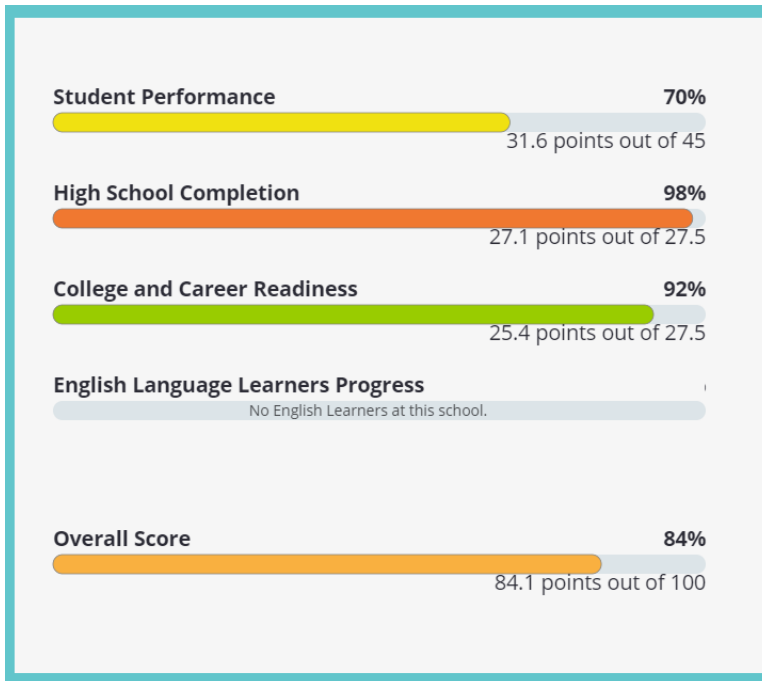 Student Performance 70%
31.6 points out of 45
High School Completion 98%
27.1 points out of 27.5
College and Career Readiness 92%
25.4 points out of 27.5
English Language Learners Progress
No English Learners at this school.
Overall Score 84%
84.1 points out of 100